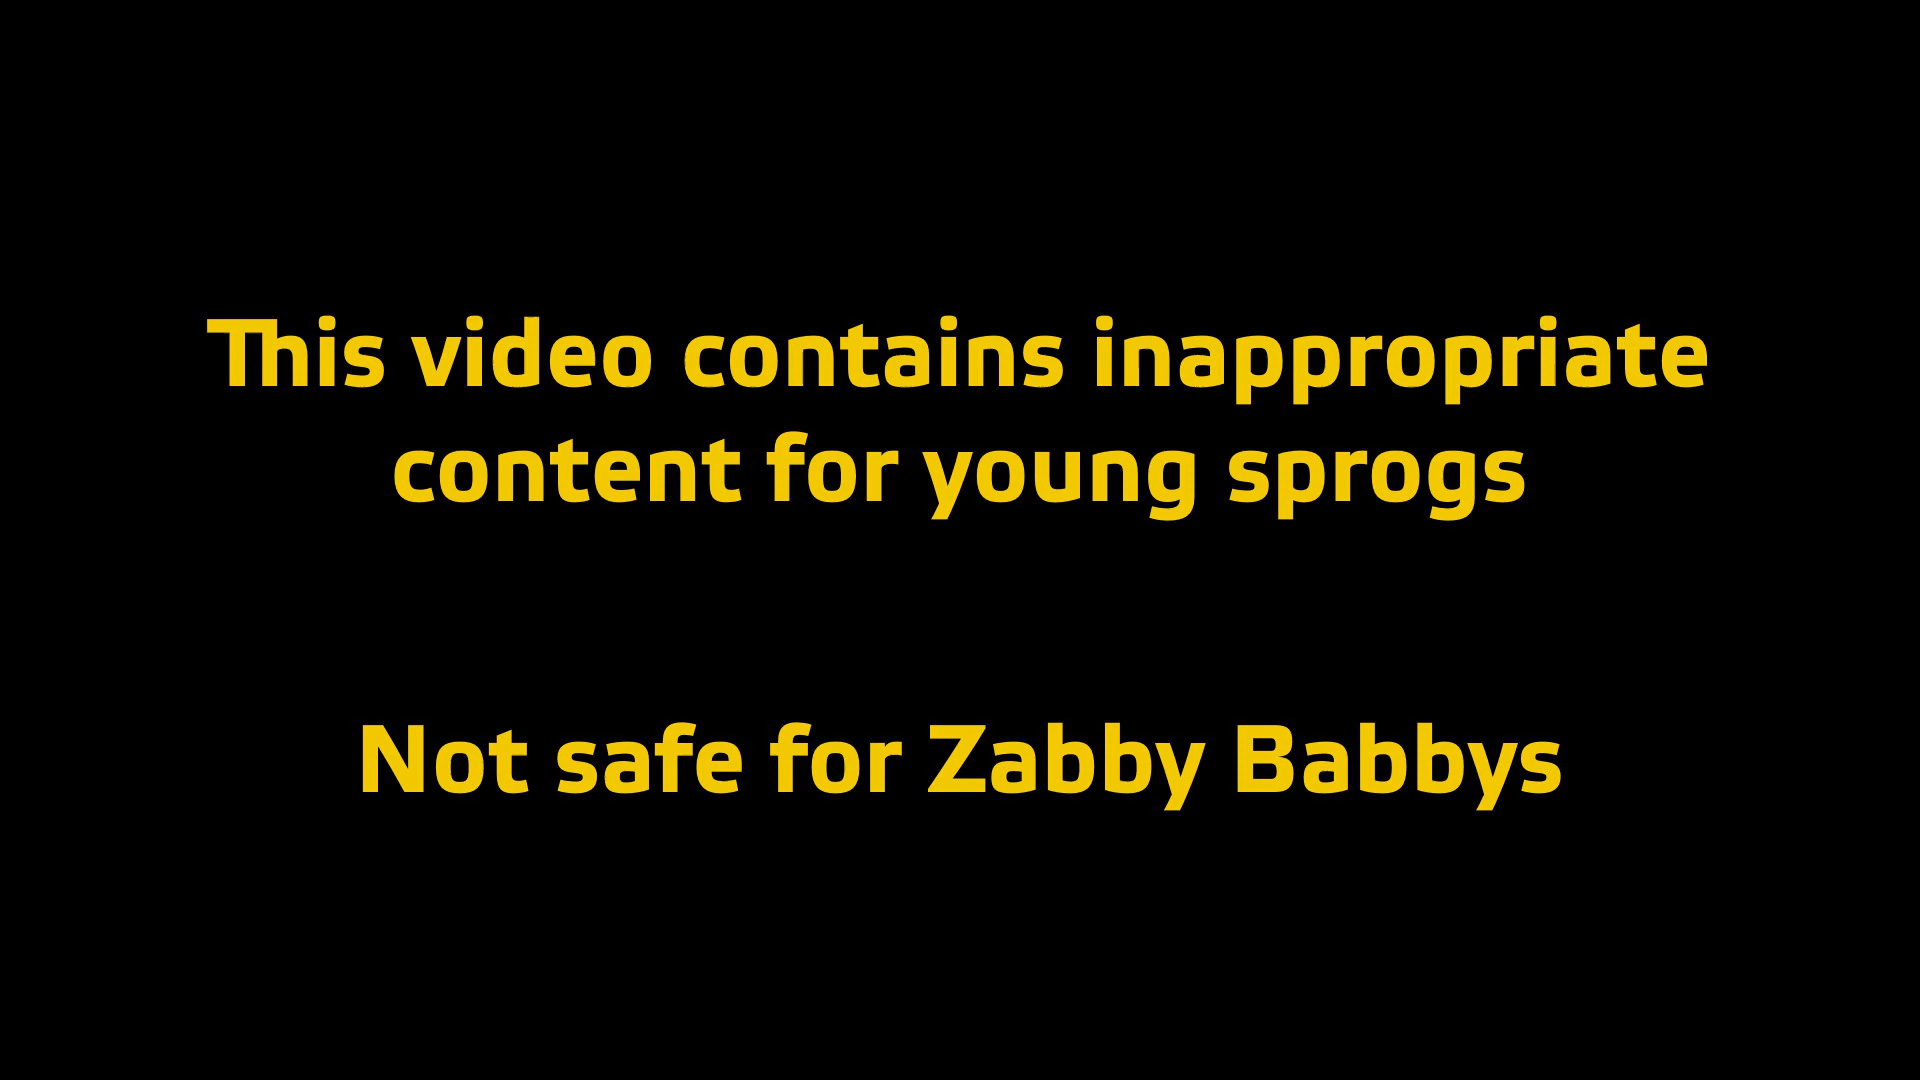 This video contains inappropriate
content for young sprogs
Not safe for Zabby Babbys